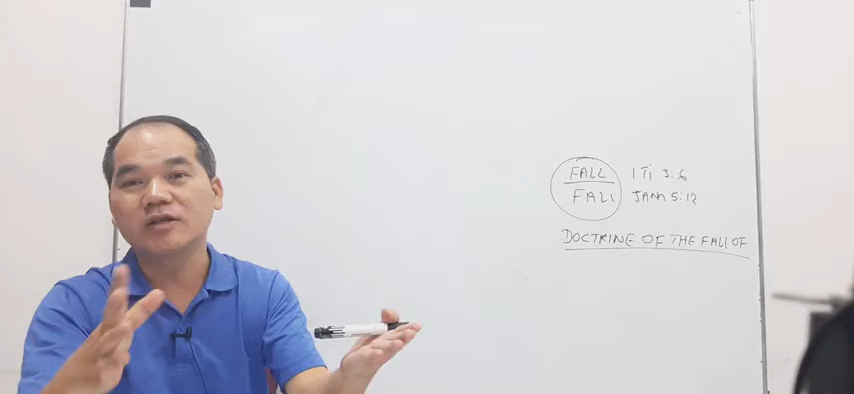 FALL 1 Ti 3:6
FALL JAM 5:12
DOCTRINE OF THE FALL OF